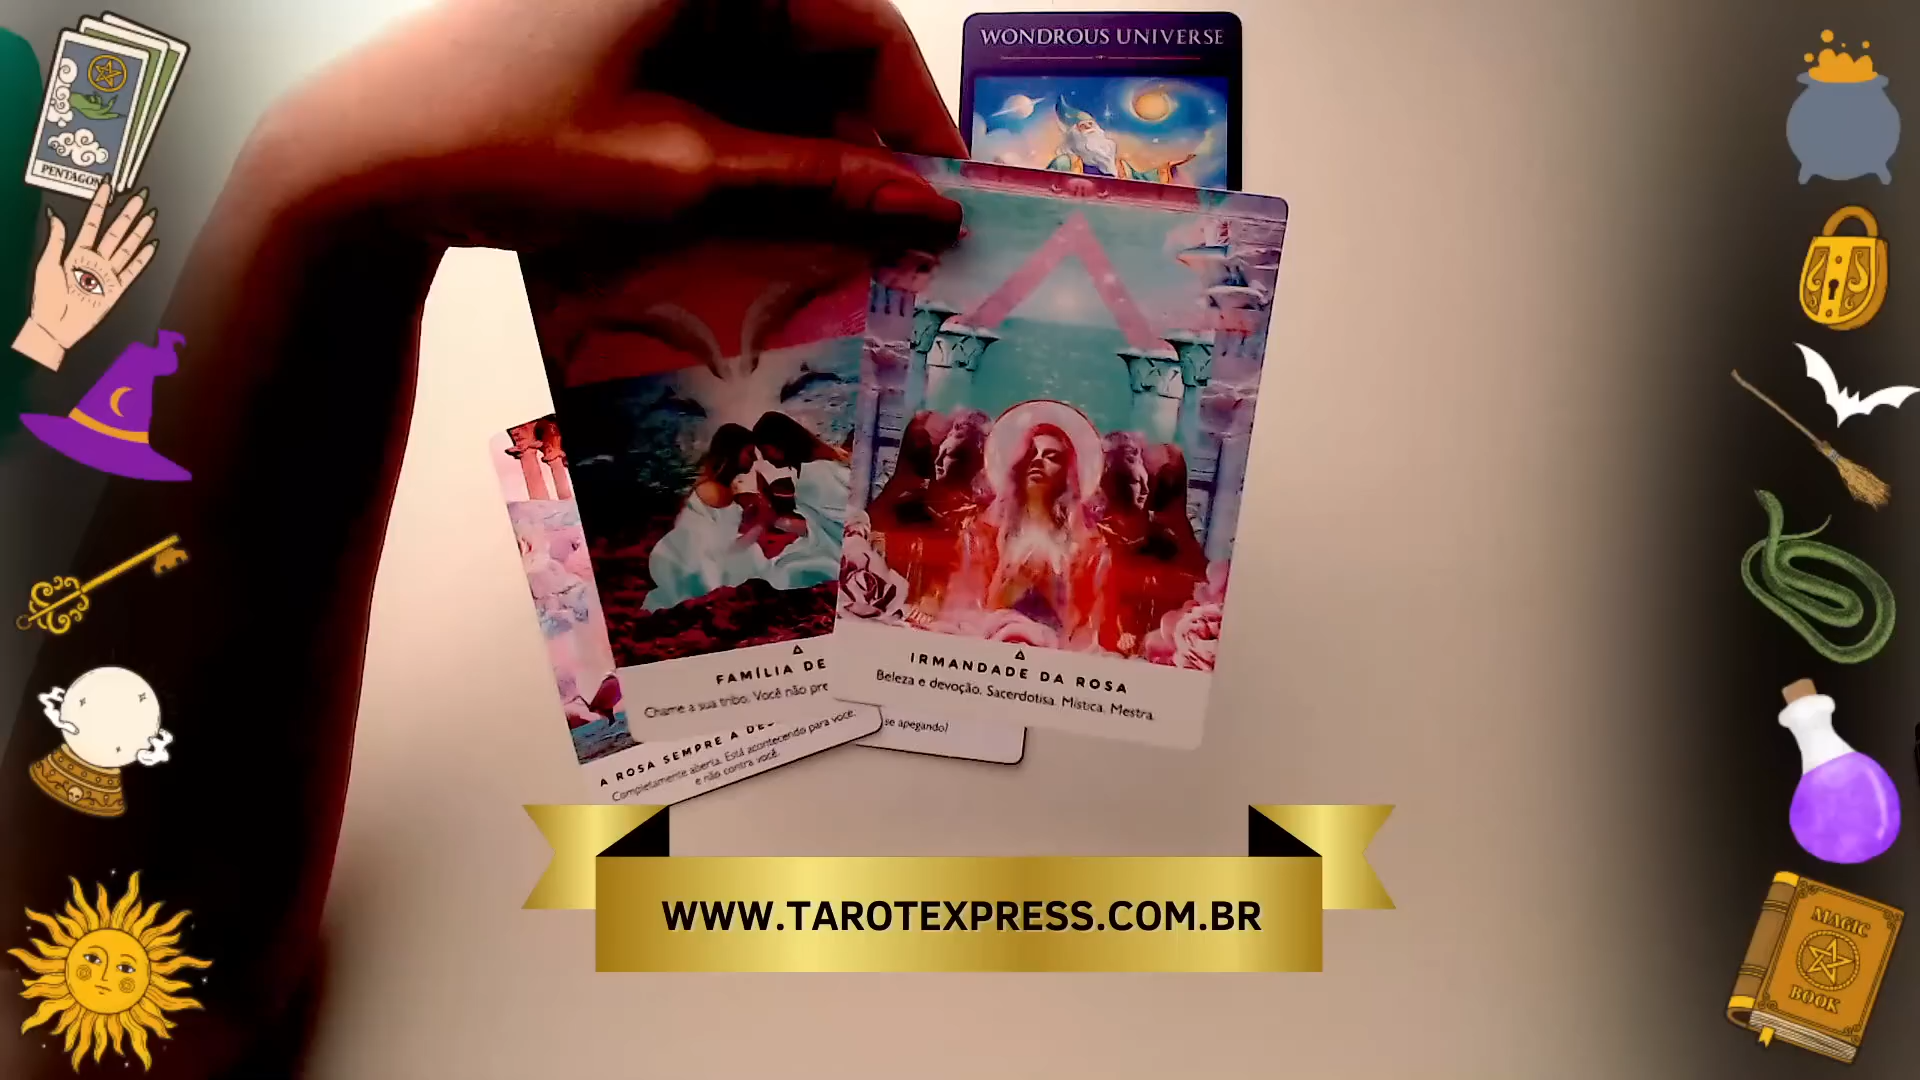 WONDROUS UNIVERSE
PENTAGON
FAMÍLIA DE
Chame a sua tribo. Você não pre
IRMANDADE DA ROSA
Beleza e devoção. Sacerdotisa. Mística. Mestra.
se apegando!
A ROSA SEMPRE A DES
Completamente aberta. Está acontecendo para você.
e não contra você.
WWW.TAROTEXPRESS.COM.BR
MAGIC
BOOK